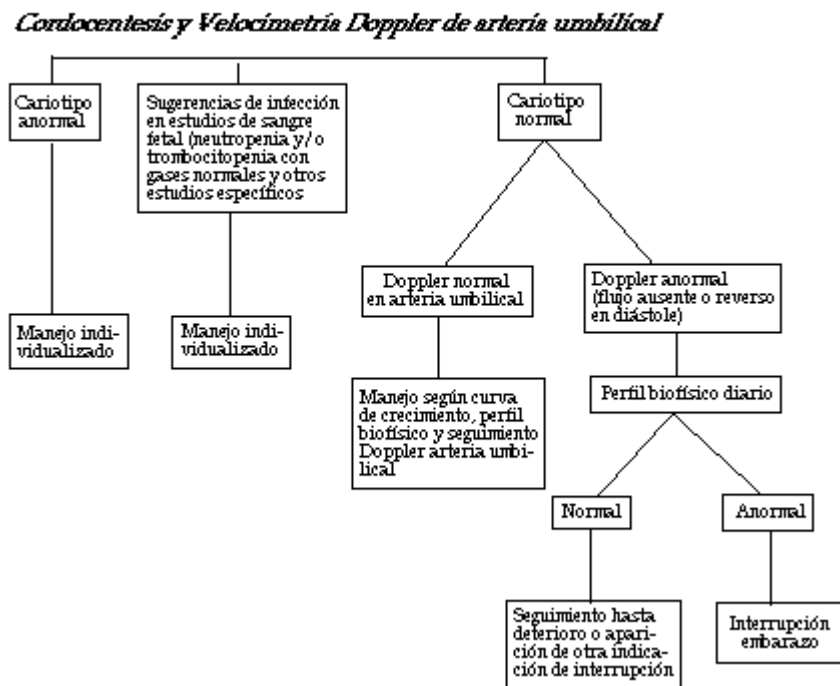 Cordocentesis y Velocimetría Doppler de arteria umbilical
Cariotipo
anormal
Sugerencias de infección
en estudios de sangre
fetal (neutropenia y/o
trombocitopenia con
gases normales y otros
estudios específicos
Cariotipo
normal
Doppler normal
en arteria umbilical
Doppler anormal
(flujo ausente o reverso
en diástole)
Manejo indi-
vidualizado
Manejo indi-
vidualizado
Manejo según curva
de crecimiento, perfil
biofísico y seguimiento
Doppler arteria umbi-
lical
Perfil biofísico diario
Normal
Anormal
Seguimiento hasta
deterioro o apari-
ción de otra indica-
ción de interrupción
Interrupción
embarazo